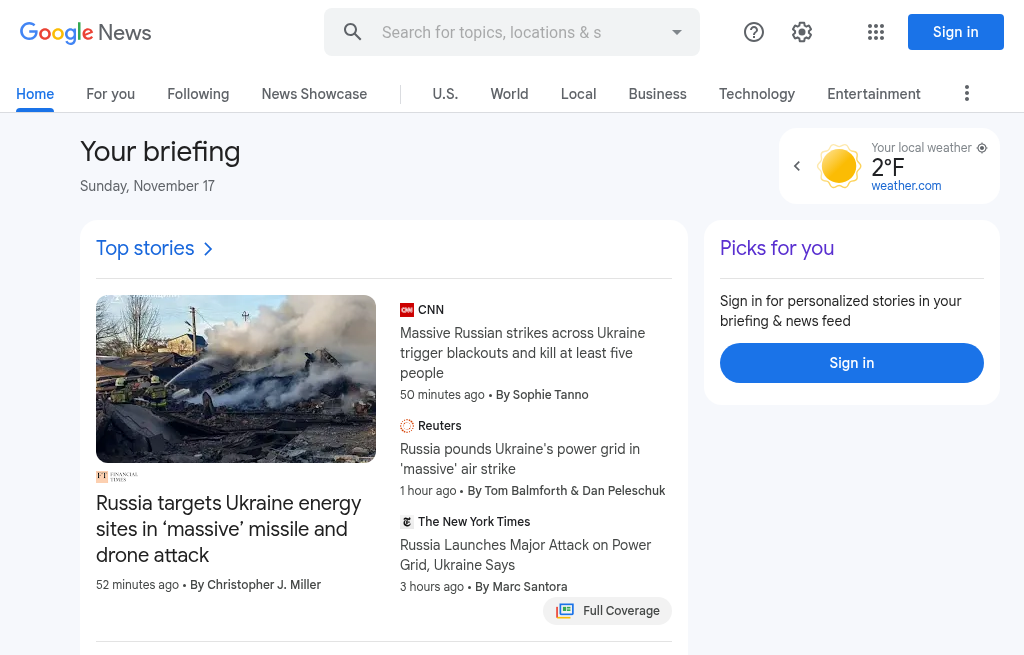 Google News
Search for topics, locations & s
Sign in
Home
For you
Following
News Showcase
U.S.
World
Local
Business
Technology
Entertainment
Your briefing
Sunday, November 17
Your local weather
2°F
weather.com
Top stories
FT FINANCIAL
TIMES
Russia targets Ukraine energy
sites in ‘massive’ missile and
drone attack
52 minutes ago • By Christopher J. Miller
CNN
Massive Russian strikes across Ukraine
trigger blackouts and kill at least five
people
50 minutes ago • By Sophie Tanno
Reuters
Russia pounds Ukraine's power grid in
'massive' air strike
1 hour ago • By Tom Balmforth & Dan Peleschuk
The New York Times
Russia Launches Major Attack on Power
Grid, Ukraine Says
3 hours ago • By Marc Santora
Full Coverage
Picks for you
Sign in for personalized stories in your
briefing & news feed
Sign in